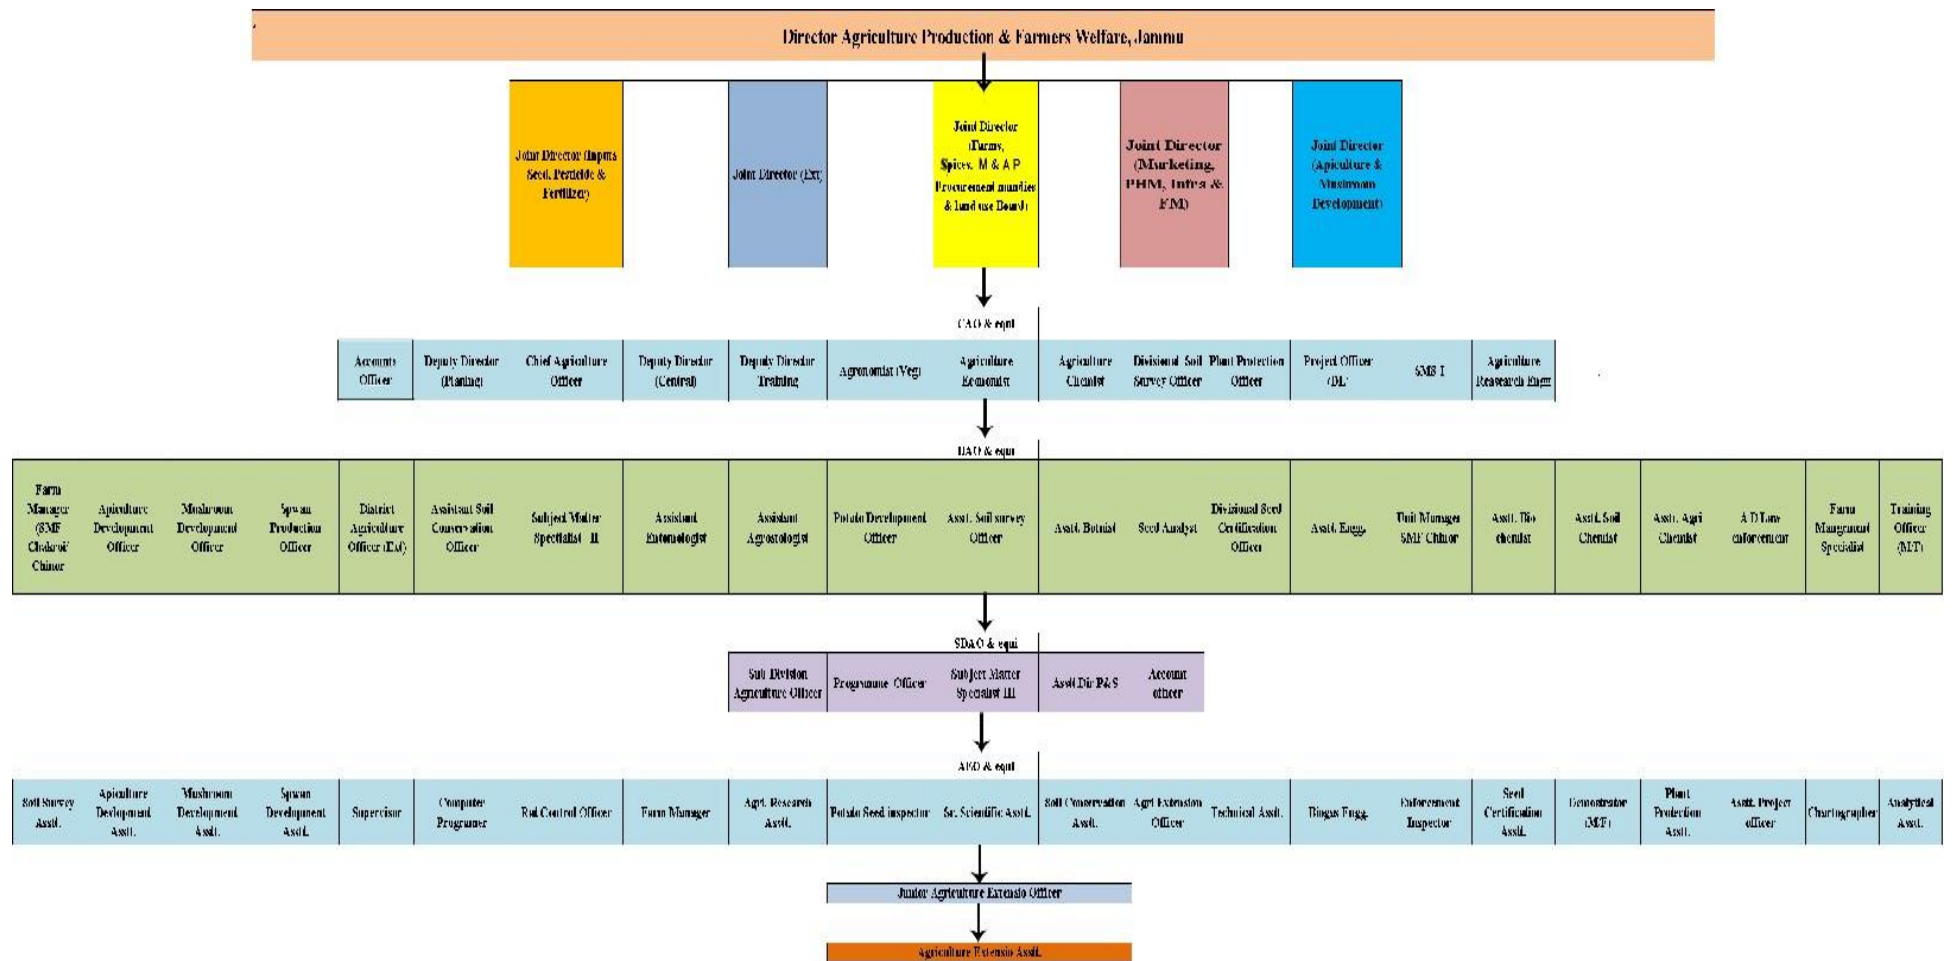 Director Agriculture Production & Farmers Welfare, Jammu
Joint Director (Inputs
Seed, Pesticide &
Fertilizer)
Joint Director (Ext)
Joint Director
(Farms,
Spices, M & A P
Procurement mandies
& land use Board)
Joint Director
(Marketing,
PHM, Infra &
FM)
Joint Director
(Apiculture &
Mushroom
Development)
CAO & equi
Accounts
Officer
Deputy Director
(Planing)
Chief Agriculture
Officer
Deputy Director
(Central)
Deputy Director
Training
Agronomist (Veg)
Agriculture
Economist
Agriculture
Chemist
Divisional Soil
Survey Officer
Plant Protection
Officer
Project Officer
(DL)
SMS I
Agriculture
Reasearch Engr
DAO & equi
Farm
Manager
(SMF
Chakroi/
Chinor
Apiculture
Development
Officer
Mushroom
Development
Officer
Spwan
Production
Officer
District
Agriculture
Officer (Ext)
Assistant Soil
Conservation
Officer
Subject Matter
Spectialist II
Assistant
Entomologist
Assistant
Agrostologist
Potato Development
Officer
Asstt. Soil survey
Officer
Asstt. Botnist
Seed Analyst
Divisional Seed
Certification
Officer
Asstt. Engg.
Unit Manager
SMF Chinor
Asstt. Bio
chemist
Asstt. Soil
Chemist
Asstt. Agri
Chemist
A D Law
enforcement
Farm
Mangment
Specialist
Training
Officer
(M/T)
SDAO & equi
Sub Division
Agriculture Officer
Programme Officer
Subject Matter
Specialist III
Asstt.Dir P&S
Account
officer
AEO & equi
Soil Survey
Asstt.
Apiculture
Devlopment
Asstt.
Mushroom
Development
Asstt.
Spwan
Development
Asstt.
Supervisor
Computer
Programer
Rat Control Officer
Farm Manager
Agri. Research
Asstt.
Potato Seed inspector
Sr. Scientific Asstt.
Soil Conservation
Asstt.
Agri Extension
Officer
Technical Asstt.
Biogas Engg.
Enforcement
Inspector
Seed
Certification
Asstt.
Demostrator
(M/F)
Plant
Protection
Asstt.
Asstt. Project
officer
Chartographer
Analytical
Asstt.
Junior Agriculture Extensio Officer
Agriculture Extensio Asstt.